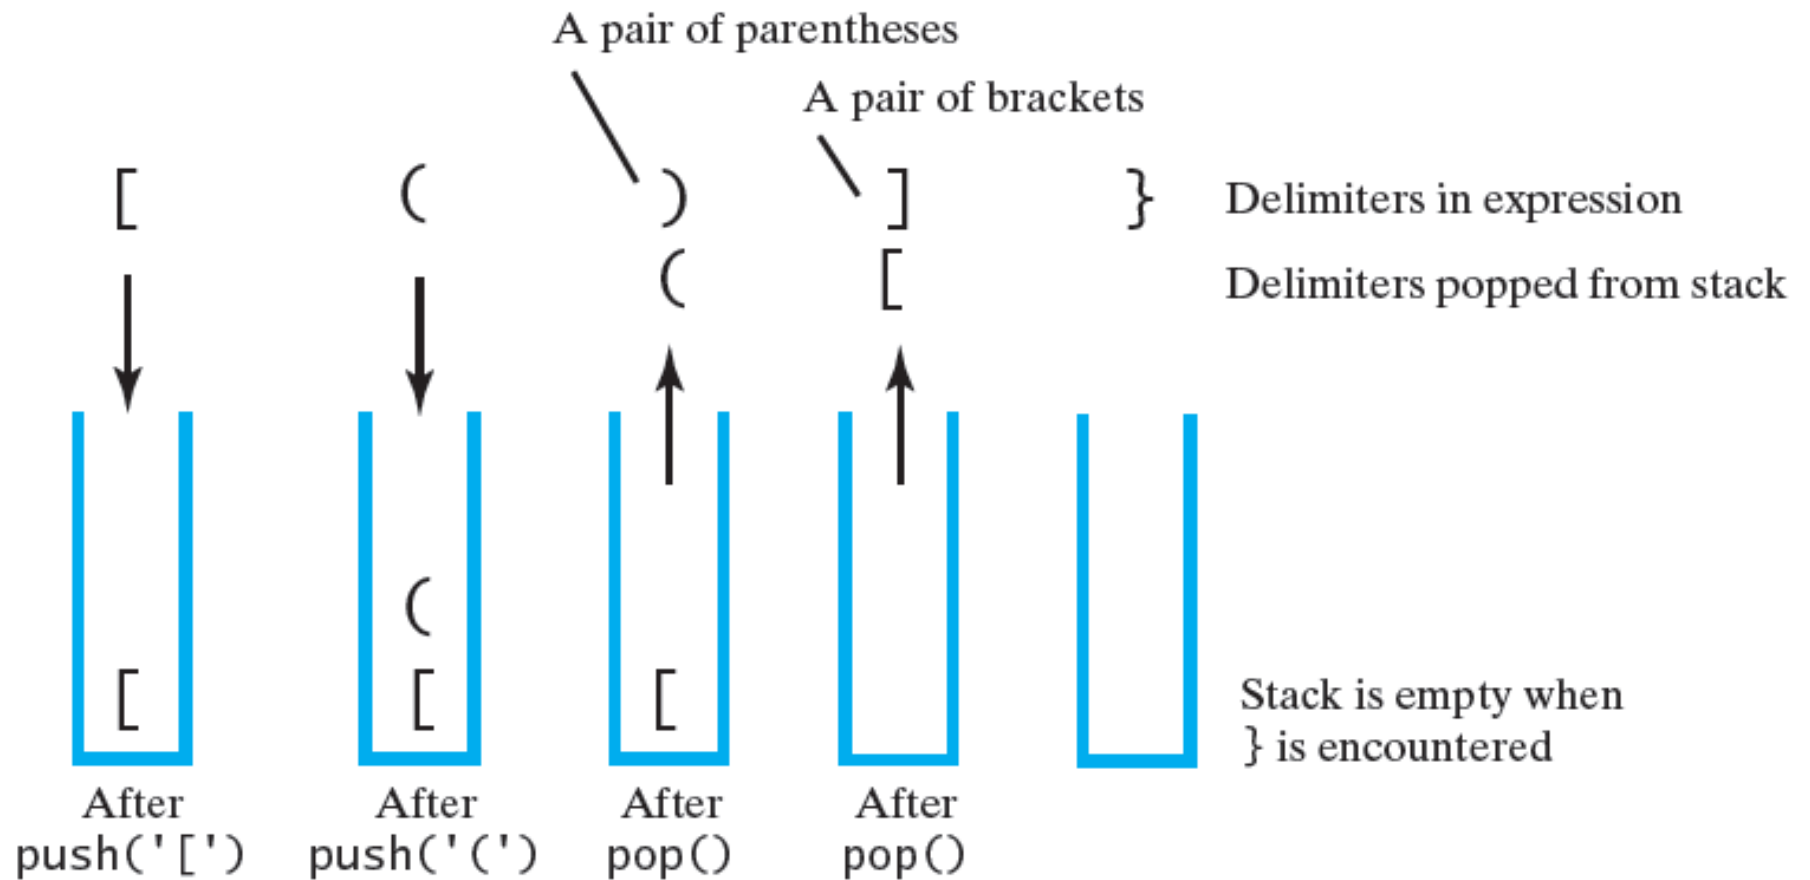 A pair of parentheses
A pair of brackets
[ ( ) ] } Delimiters in expression
( [ Delimiters popped from stack
(
[ [ [
Stack is empty when
} is encountered
After After After After
push('[') push('(') pop() pop()